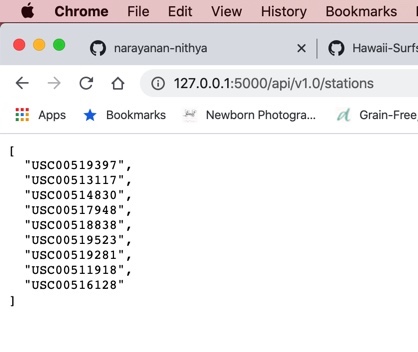 Chrome File Edit View History Bookmarks
narayanan-nithya × Hawaii-Surfs
127.0.0.1:5000/api/v1.0/stations
Apps Bookmarks Newborn Photogra... Grain-Free
[
"USC00519397",
"USC00513117",
"USC00514830",
"USC00517948",
"USC00518838",
"USC00519523",
"USC00519281",
"USC00511918",
"USC00516128"
]